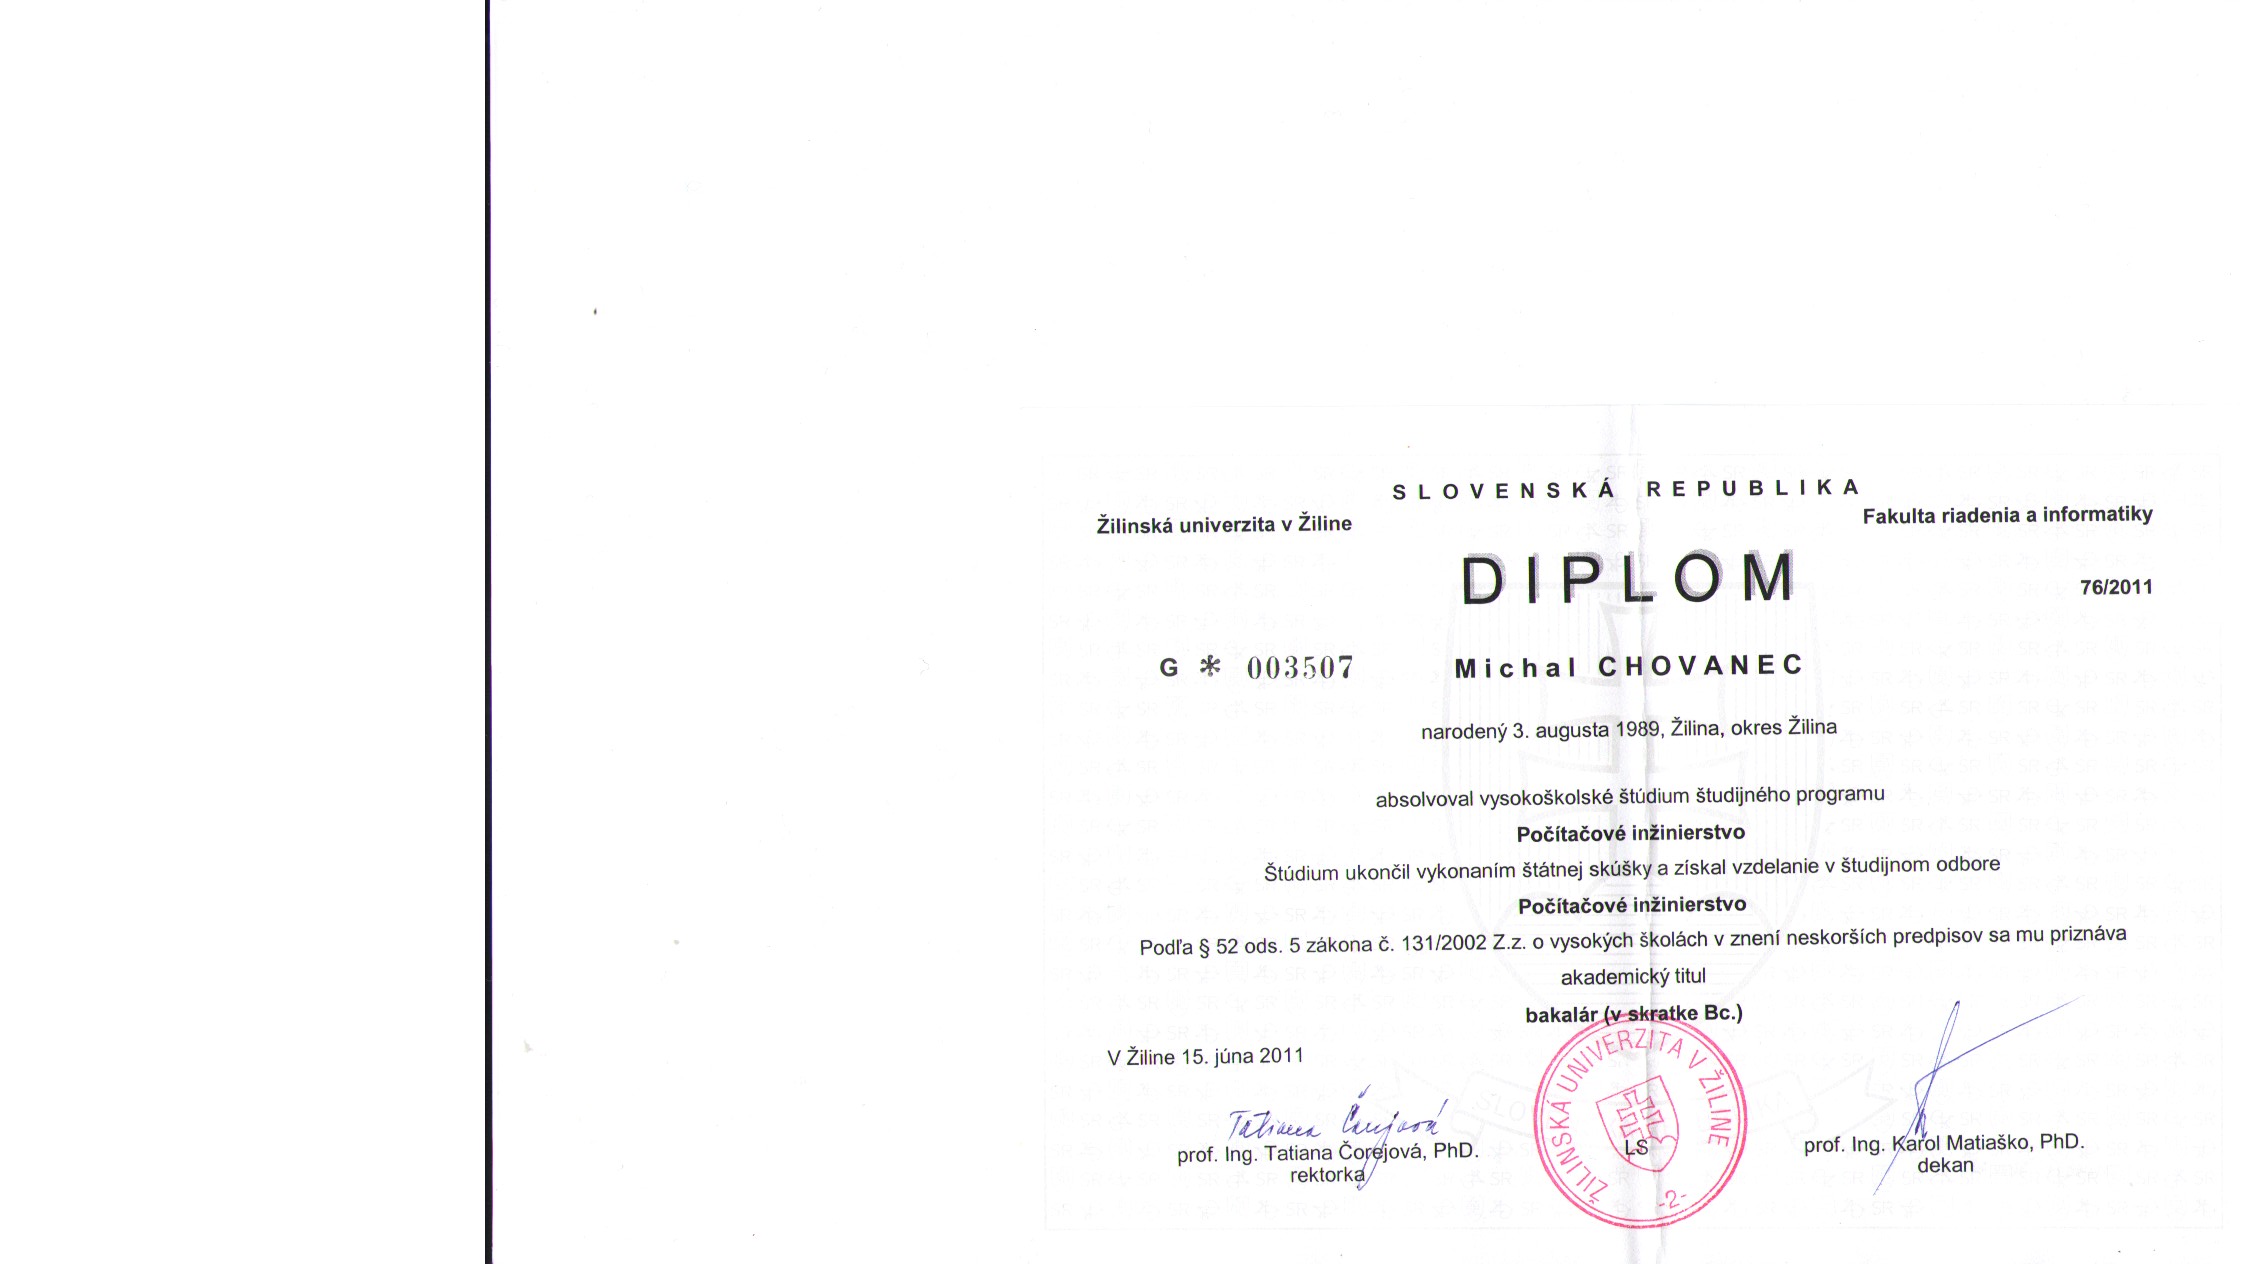 SLOVENSKÁ REPUBLIKA
Žilinská univerzita v Žiline
Fakulta riadenia a informatiky
DIPLOM
76/2011
G * 003507
Michal CHOVANEC
narodený 3. augusta 1989, Žilina, okres Žilina
absolvoval vysokoškolské štúdium študijného programu
Počítačové inžinierstvo
Štúdium ukončil vykonaním štátnej skúšky a získal vzdelanie v študijnom odbore
Počítačové inžinierstvo
Podľa § 52 ods. 5 zákona č. 131/2002 Z.z. o vysokých školách v znení neskorších predpisov sa mu priznáva
akademický titul
bakalár (v skratke Bc.)
V Žiline 15. júna 2011
ŽILINSKÁ UNIVERZITA V ŽILINE
-2-
LS
Tatiana Čorejová
prof. Ing. Tatiana Čorejová, PhD.
rektorka
prof. Ing. Karol Matiaško, PhD.
dekan